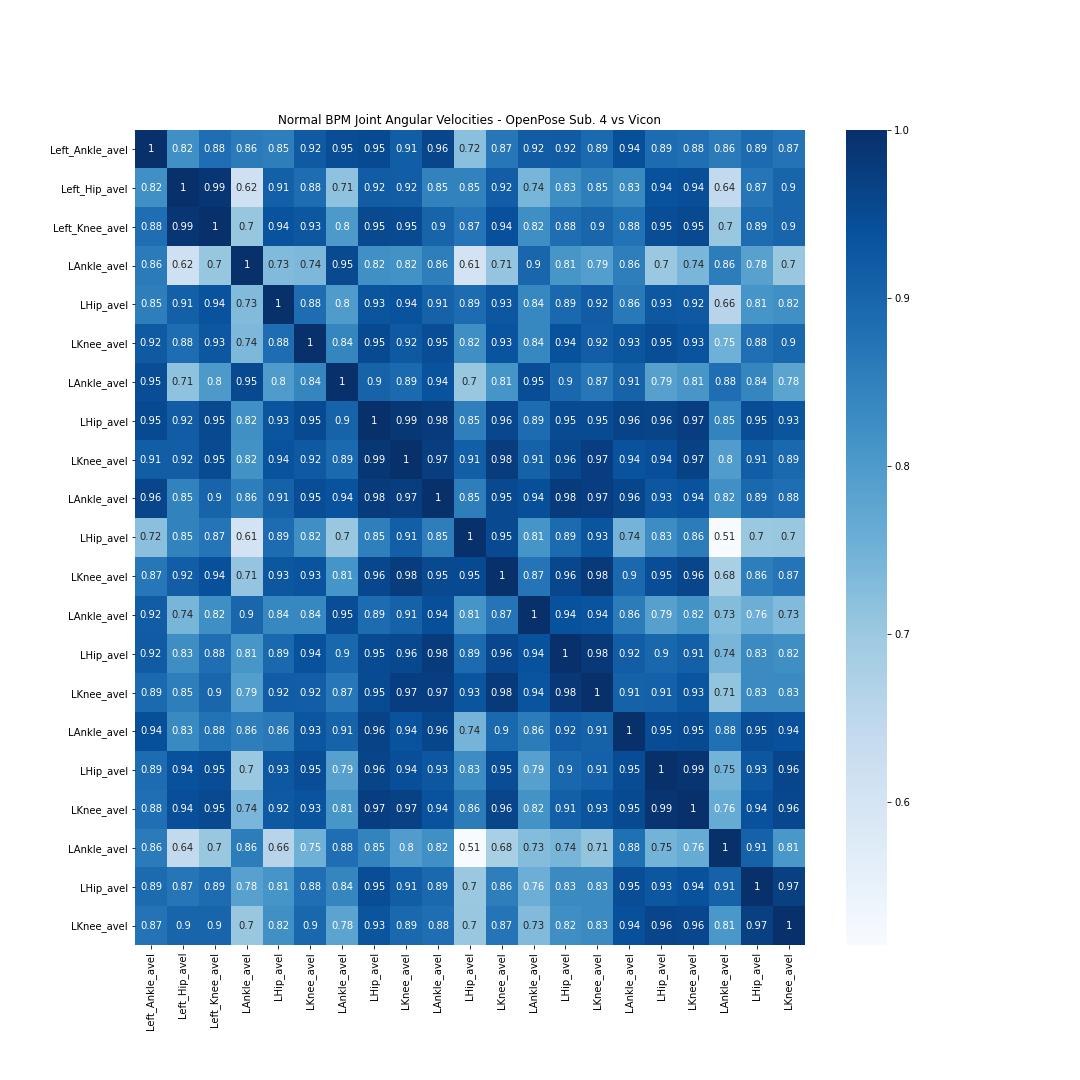 Normal BPM Joint Angular Velocities - OpenPose Sub. 4 vs Vicon
Left_Ankle_avel 1 0.82 0.88 0.86 0.85 0.92 0.95 0.95 0.91 0.96 0.72 0.87 0.92 0.92 0.89 0.94 0.89 0.88 0.86 0.89 0.87
Left_Hip_avel 0.82 1 0.99 0.62 0.91 0.88 0.71 0.92 0.92 0.85 0.85 0.92 0.74 0.83 0.85 0.83 0.94 0.94 0.64 0.87 0.9
Left_Knee_avel 0.88 0.99 1 0.7 0.94 0.93 0.8 0.95 0.95 0.9 0.87 0.94 0.82 0.88 0.9 0.88 0.95 0.95 0.7 0.89 0.9
LAnkle_avel 0.86 0.62 0.7 1 0.73 0.74 0.95 0.82 0.82 0.86 0.61 0.71 0.9 0.81 0.79 0.86 0.7 0.74 0.86 0.78 0.7
LHip_avel 0.85 0.91 0.94 0.73 1 0.88 0.8 0.93 0.94 0.91 0.89 0.93 0.84 0.89 0.92 0.86 0.93 0.92 0.66 0.81 0.82
LKnee_avel 0.92 0.88 0.93 0.74 0.88 1 0.84 0.95 0.92 0.95 0.82 0.93 0.84 0.94 0.92 0.93 0.95 0.93 0.75 0.88 0.9
LAnkle_avel 0.95 0.71 0.8 0.95 0.8 0.84 1 0.9 0.89 0.94 0.7 0.81 0.95 0.9 0.87 0.91 0.79 0.81 0.88 0.84 0.78
LHip_avel 0.95 0.92 0.95 0.82 0.93 0.95 0.9 1 0.99 0.98 0.85 0.96 0.89 0.95 0.95 0.96 0.96 0.97 0.85 0.95 0.93
LKnee_avel 0.91 0.92 0.95 0.82 0.94 0.92 0.89 0.99 1 0.97 0.91 0.98 0.91 0.96 0.97 0.94 0.94 0.97 0.8 0.91 0.89
LAnkle_avel 0.96 0.85 0.9 0.86 0.91 0.95 0.94 0.98 0.97 1 0.85 0.95 0.94 0.98 0.97 0.96 0.93 0.94 0.82 0.89 0.88
LHip_avel 0.72 0.85 0.87 0.61 0.89 0.82 0.7 0.85 0.91 0.85 1 0.95 0.81 0.89 0.93 0.74 0.83 0.86 0.51 0.7 0.7
LKnee_avel 0.87 0.92 0.94 0.71 0.93 0.93 0.81 0.96 0.98 0.95 0.95 1 0.87 0.96 0.98 0.9 0.95 0.96 0.68 0.86 0.87
LAnkle_avel 0.92 0.74 0.82 0.9 0.84 0.84 0.95 0.89 0.91 0.94 0.81 0.87 1 0.94 0.94 0.86 0.79 0.82 0.73 0.76 0.73
LHip_avel 0.92 0.83 0.88 0.81 0.89 0.94 0.9 0.95 0.96 0.98 0.89 0.96 0.94 1 0.98 0.92 0.9 0.91 0.74 0.83 0.82
LKnee_avel 0.89 0.85 0.9 0.79 0.92 0.92 0.87 0.95 0.97 0.97 0.93 0.98 0.94 0.98 1 0.91 0.91 0.93 0.71 0.83 0.83
LAnkle_avel 0.94 0.83 0.88 0.86 0.86 0.93 0.91 0.96 0.94 0.96 0.74 0.9 0.86 0.92 0.91 1 0.95 0.95 0.88 0.95 0.94
LHip_avel 0.89 0.94 0.95 0.7 0.93 0.95 0.79 0.96 0.94 0.93 0.83 0.95 0.79 0.9 0.91 0.95 1 0.99 0.75 0.93 0.96
LKnee_avel 0.88 0.94 0.95 0.74 0.92 0.93 0.81 0.97 0.97 0.94 0.86 0.96 0.82 0.91 0.93 0.95 0.99 1 0.76 0.94 0.96
LAnkle_avel 0.86 0.64 0.7 0.86 0.66 0.75 0.88 0.85 0.8 0.82 0.51 0.68 0.73 0.74 0.71 0.88 0.75 0.76 1 0.91 0.81
LHip_avel 0.89 0.87 0.89 0.78 0.81 0.88 0.84 0.95 0.91 0.89 0.7 0.86 0.76 0.83 0.83 0.95 0.93 0.94 0.91 1 0.97
LKnee_avel 0.87 0.9 0.9 0.7 0.82 0.9 0.78 0.93 0.89 0.88 0.7 0.87 0.73 0.82 0.83 0.94 0.96 0.96 0.81 0.97 1
Left_Ankle_avel Left_Hip_avel Left_Knee_avel LAnkle_avel LHip_avel LKnee_avel LAnkle_avel LHip_avel LKnee_avel LAnkle_avel LHip_avel LKnee_avel LAnkle_avel LHip_avel LKnee_avel LAnkle_avel LHip_avel LKnee_avel LAnkle_avel LHip_avel LKnee_avel
1.0
0.9
0.8
0.7
0.6